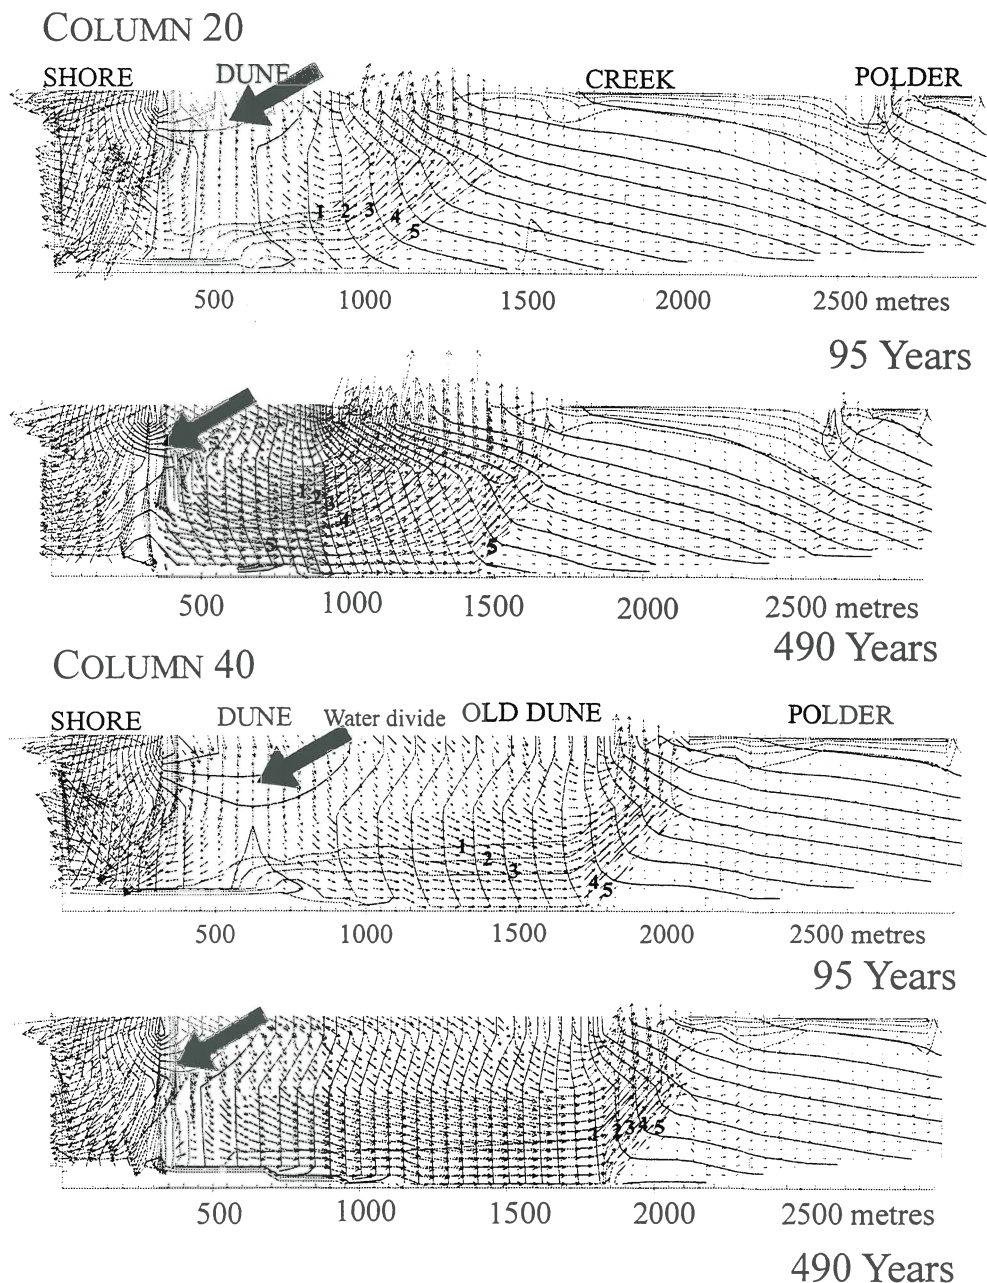 COLUMN 20
SHORE DUNE CREEK POLDER
1 2 3 4 5
500 1000 1500 2000 2500 metres
95 Years
1 2 3 4 5 5
500 1000 1500 2000 2500 metres
490 Years
COLUMN 40
SHORE DUNE Water divide OLD DUNE POLDER
1 2 3 4 5
500 1000 1500 2000 2500 metres
95 Years
1 2 3 4 5
500 1000 1500 2000 2500 metres
490 Years